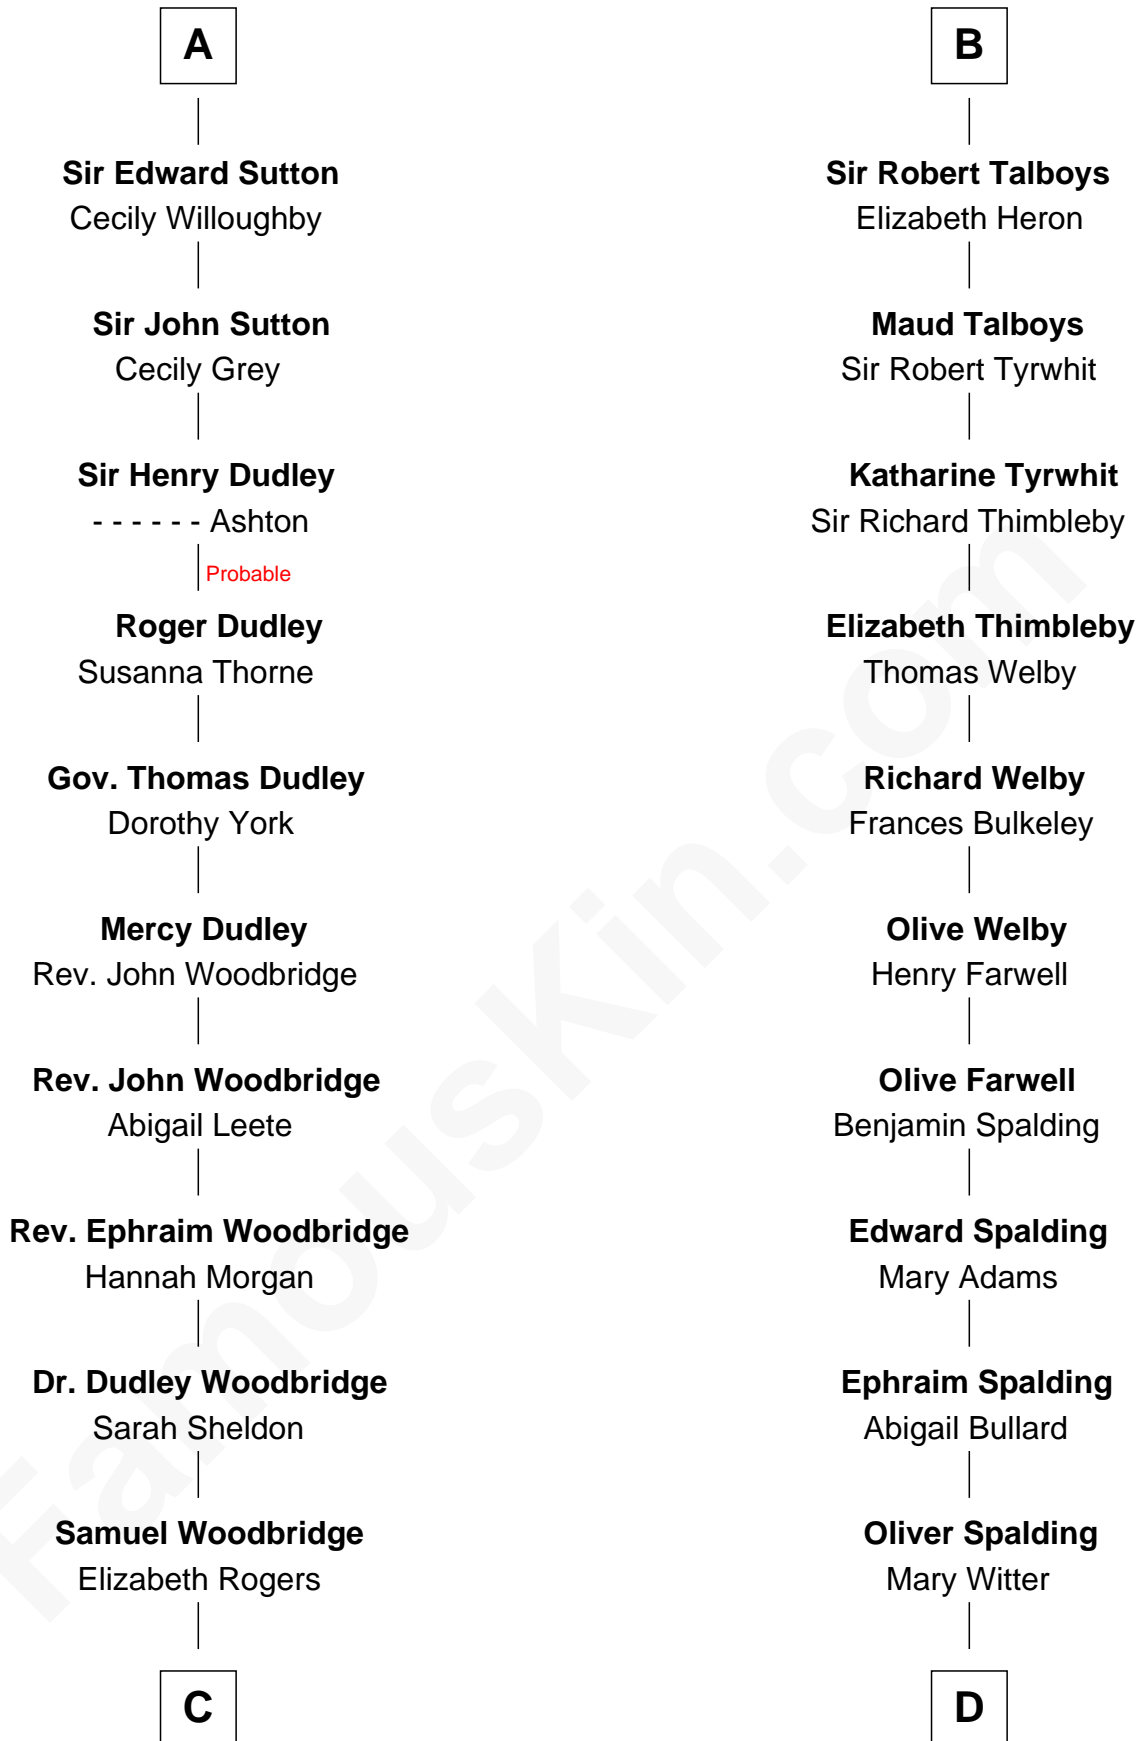 A
Sir Edward Sutton
Cecily Willoughby
Sir John Sutton
Cecily Grey
Sir Henry Dudley
- - - - - - Ashton
Probable
Roger Dudley
Susanna Thorne
Gov. Thomas Dudley
Dorothy York
Mercy Dudley
Rev. John Woodbridge
Rev. John Woodbridge
Abigail Leete
Rev. Ephraim Woodbridge
Hannah Morgan
Dr. Dudley Woodbridge
Sarah Sheldon
Samuel Woodbridge
Elizabeth Rogers
C
B
Sir Robert Talboys
Elizabeth Heron
Maud Talboys
Sir Robert Tyrwhit
Katharine Tyrwhit
Sir Richard Thimbleby
Elizabeth Thimbleby
Thomas Welby
Richard Welby
Frances Bulkeley
Olive Welby
Henry Farwell
Olive Farwell
Benjamin Spalding
Edward Spalding
Mary Adams
Ephraim Spalding
Abigail Bullard
Oliver Spalding
Mary Witter
D
FamousKin.com